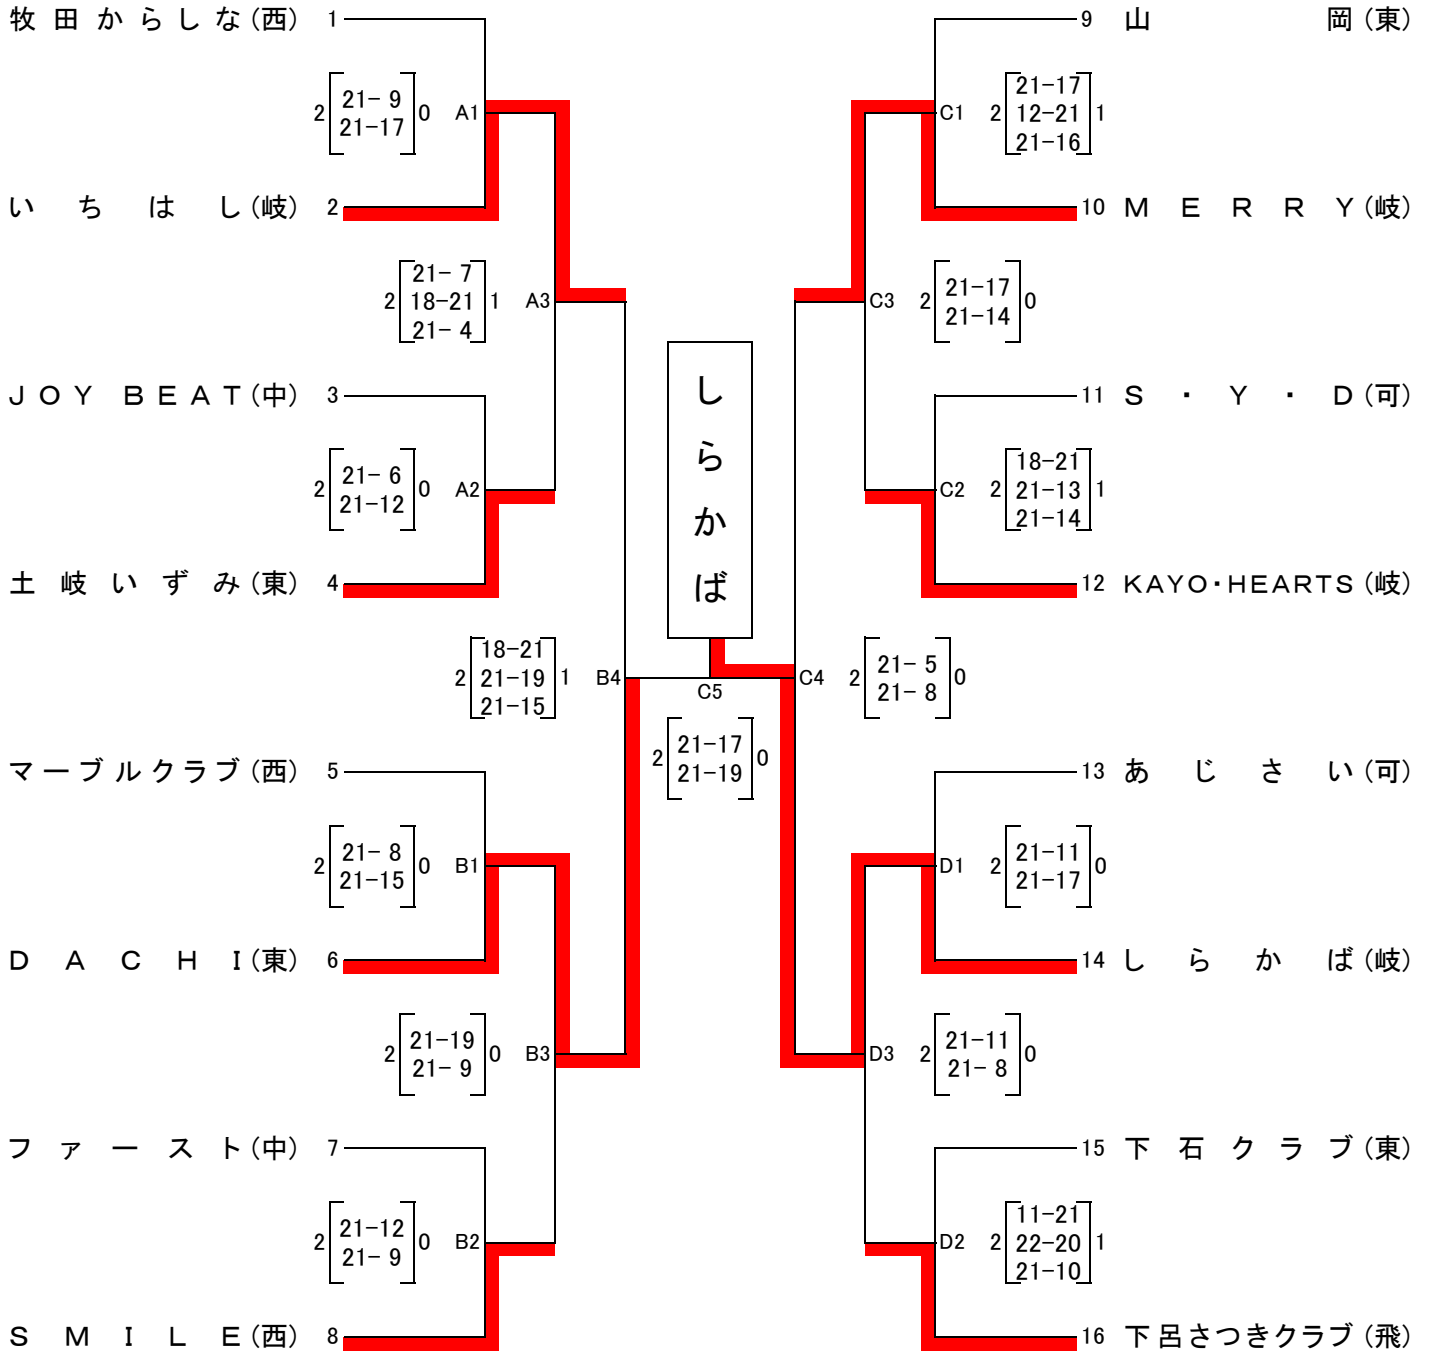 牧田からしな(西) 1
2 21- 9 0 A1
21-17
いちはし(岐) 2
2 21- 7 1 A3
18-21
21- 4
JOY BEAT(中) 3
2 21- 6 0 A2
21-12
土岐いずみ(東) 4
2 18-21 1 B4
21-19
21-15
マーブルクラブ(西) 5
2 21- 8 0 B1
21-15
DACHI(東) 6
2 21-19 0 B3
21- 9
ファースト(中) 7
2 21-12 0 B2
21- 9
SMILE(西) 8
しらかば
C5
2 21-17 0
21-19
9 山岡(東)
C1 2 21-17 1
12-21
21-16
10 MERRY(岐)
C3 2 21-17 0
21-14
11 S・Y・D(可)
C2 2 18-21 1
21-13
21-14
12 KAYO・HEARTS(岐)
C4 2 21- 5 0
21- 8
13 あじさい(可)
D1 2 21-11 0
21-17
14 しらかば(岐)
D3 2 21-11 0
21- 8
15 下石クラブ(東)
D2 2 11-21 1
22-20
21-10
16 下呂さつきクラブ(飛)